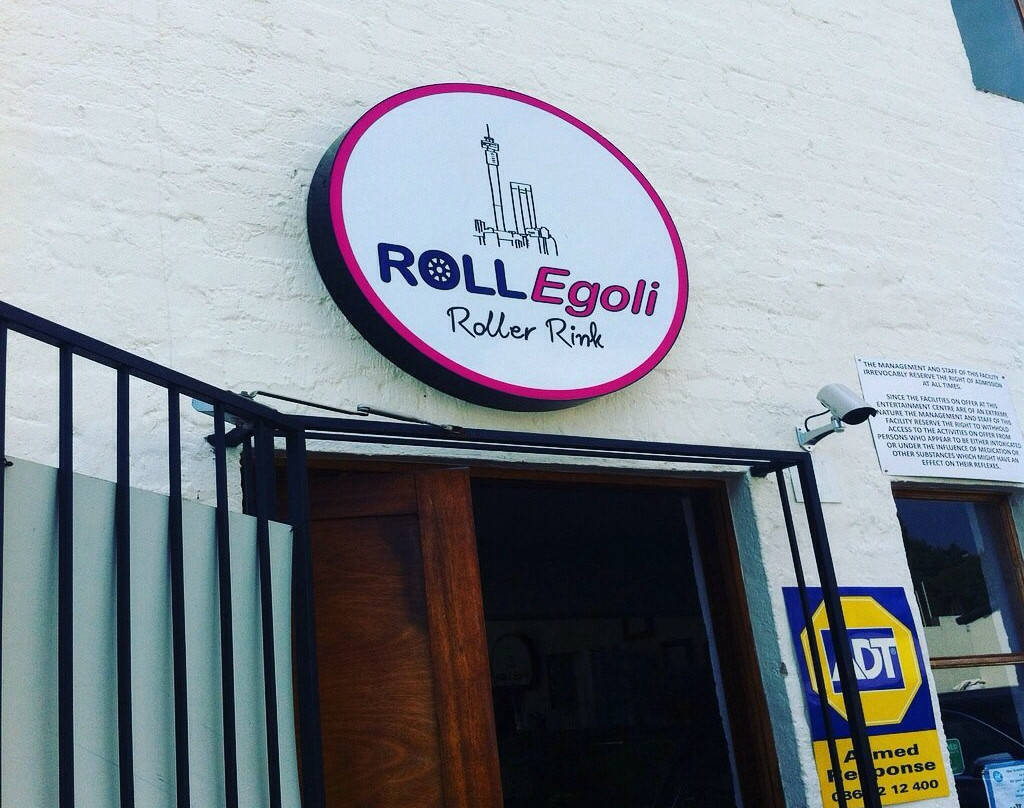 ROLL Egoli
Roller Rink
THE MANAGEMENT AND STAFF OF THIS FACILITY
IRREVOCABLY RESERVE THE RIGHT OF ADMISSION
AT ALL TIMES.
SINCE THE FACILITIES ON OFFER AT THIS
ENTERTAINMENT CENTRE ARE OF AN EXTREME
NATURE THE MANAGEMENT AND STAFF OF THIS
FACILITY RESERVE THE RIGHT TO WITHHOLD
ACCESS TO THE ACTIVITIES ON OFFER FROM
PERSONS WHO APPEAR TO BE EITHER INTOXICATED
OR UNDER THE INFLUENCE OF MEDICATION OR
OTHER SUBSTANCES WHICH MIGHT HAVE AN
EFFECT ON THEIR REFLEXES.
ADT
Armed
Response
12 400